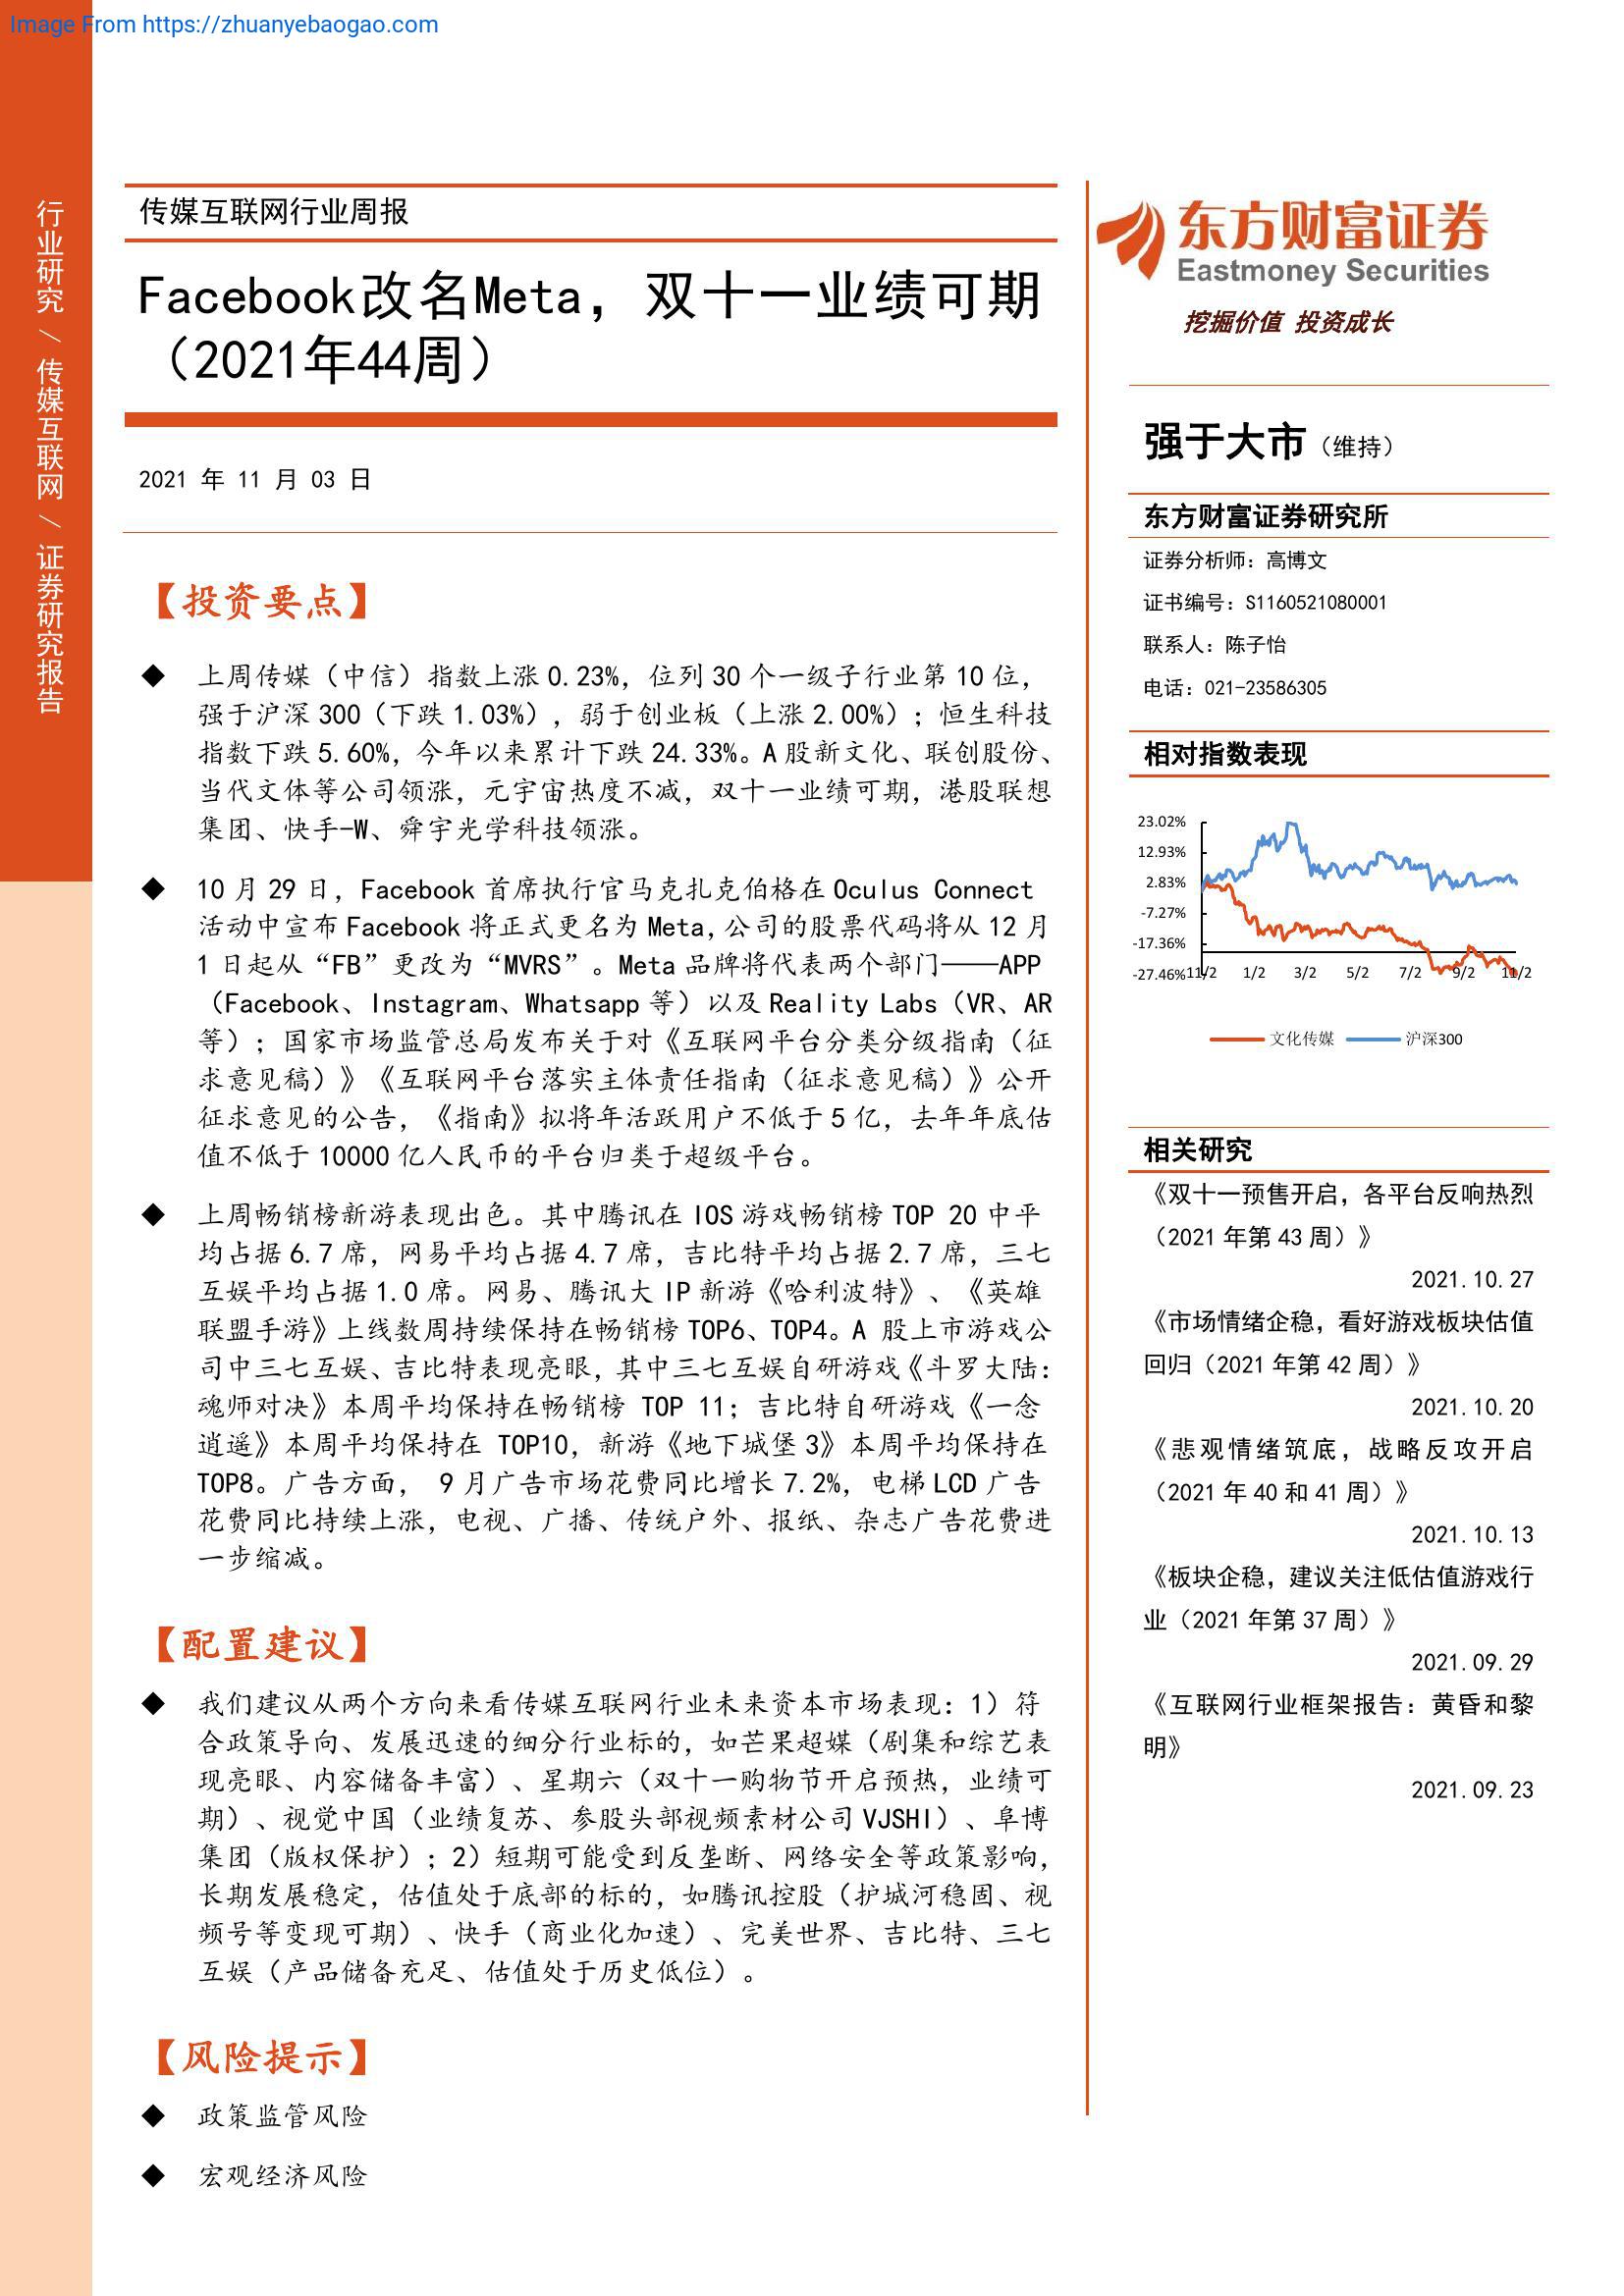 Image From https://zhuanyebaogao.com
行业研究 / 传媒互联网 / 证券研究报告
传媒互联网行业周报
Facebook改名Meta，双十一业绩可期
（2021年44周）
2021 年 11 月 03 日
【投资要点】
◆ 上周传媒（中信）指数上涨 0.23%，位列 30 个一级子行业第 10 位，
强于沪深 300（下跌 1.03%），弱于创业板（上涨 2.00%）；恒生科技
指数下跌 5.60%，今年以来累计下跌 24.33%。A 股新文化、联创股份、
当代文体等公司领涨，元宇宙热度不减，双十一业绩可期，港股联想
集团、快手-W、舜宇光学科技领涨。
◆ 10 月 29 日，Facebook 首席执行官马克扎克伯格在 Oculus Connect
活动中宣布 Facebook 将正式更名为 Meta,公司的股票代码将从 12 月
1 日起从“FB”更改为“MVRS”。Meta 品牌将代表两个部门——APP
（Facebook、Instagram、Whatsapp 等）以及 Reality Labs（VR、AR
等）；国家市场监管总局发布关于对《互联网平台分类分级指南（征
求意见稿）》《互联网平台落实主体责任指南（征求意见稿）》公开
征求意见的公告，《指南》拟将年活跃用户不低于 5 亿，去年年底估
值不低于 10000 亿人民币的平台归类于超级平台。
◆ 上周畅销榜新游表现出色。其中腾讯在 IOS 游戏畅销榜 TOP 20 中平
均占据 6.7 席，网易平均占据 4.7 席，吉比特平均占据 2.7 席，三七
互娱平均占据 1.0 席。网易、腾讯大 IP 新游《哈利波特》、《英雄
联盟手游》上线数周持续保持在畅销榜 TOP6、TOP4。A 股上市游戏公
司中三七互娱、吉比特表现亮眼，其中三七互娱自研游戏《斗罗大陆：
魂师对决》本周平均保持在畅销榜 TOP 11；吉比特自研游戏《一念
逍遥》本周平均保持在 TOP10，新游《地下城堡 3》本周平均保持在
TOP8。广告方面， 9 月广告市场花费同比增长 7.2%，电梯 LCD 广告
花费同比持续上涨，电视、广播、传统户外、报纸、杂志广告花费进
一步缩减。
【配置建议】
◆ 我们建议从两个方向来看传媒互联网行业未来资本市场表现：1）符
合政策导向、发展迅速的细分行业标的，如芒果超媒（剧集和综艺表
现亮眼、内容储备丰富）、星期六（双十一购物节开启预热，业绩可
期）、视觉中国（业绩复苏、参股头部视频素材公司 VJSHI）、阜博
集团（版权保护）；2）短期可能受到反垄断、网络安全等政策影响，
长期发展稳定，估值处于底部的标的，如腾讯控股（护城河稳固、视
频号等变现可期）、快手（商业化加速）、完美世界、吉比特、三七
互娱（产品储备充足、估值处于历史低位）。
【风险提示】
◆ 政策监管风险
◆ 宏观经济风险
东方财富证券
Eastmoney Securities
挖掘价值 投资成长
强于大市（维持）
东方财富证券研究所
证券分析师：高博文
证书编号：S1160521080001
联系人：陈子怡
电话：021-23586305
相对指数表现
23.02%
12.93%
2.83%
-7.27%
-17.36%
-27.46%
11/2 1/2 3/2 5/2 7/2 9/2 11/2
文化传媒 沪深300
相关研究
《双十一预售开启，各平台反响热烈
（2021 年第 43 周）》
2021.10.27
《市场情绪企稳，看好游戏板块估值
回归（2021 年第 42 周）》
2021.10.20
《悲观情绪筑底，战略反攻开启
（2021 年 40 和 41 周）》
2021.10.13
《板块企稳，建议关注低估值游戏行
业（2021 年第 37 周）》
2021.09.29
《互联网行业框架报告：黄昏和黎
明》
2021.09.23